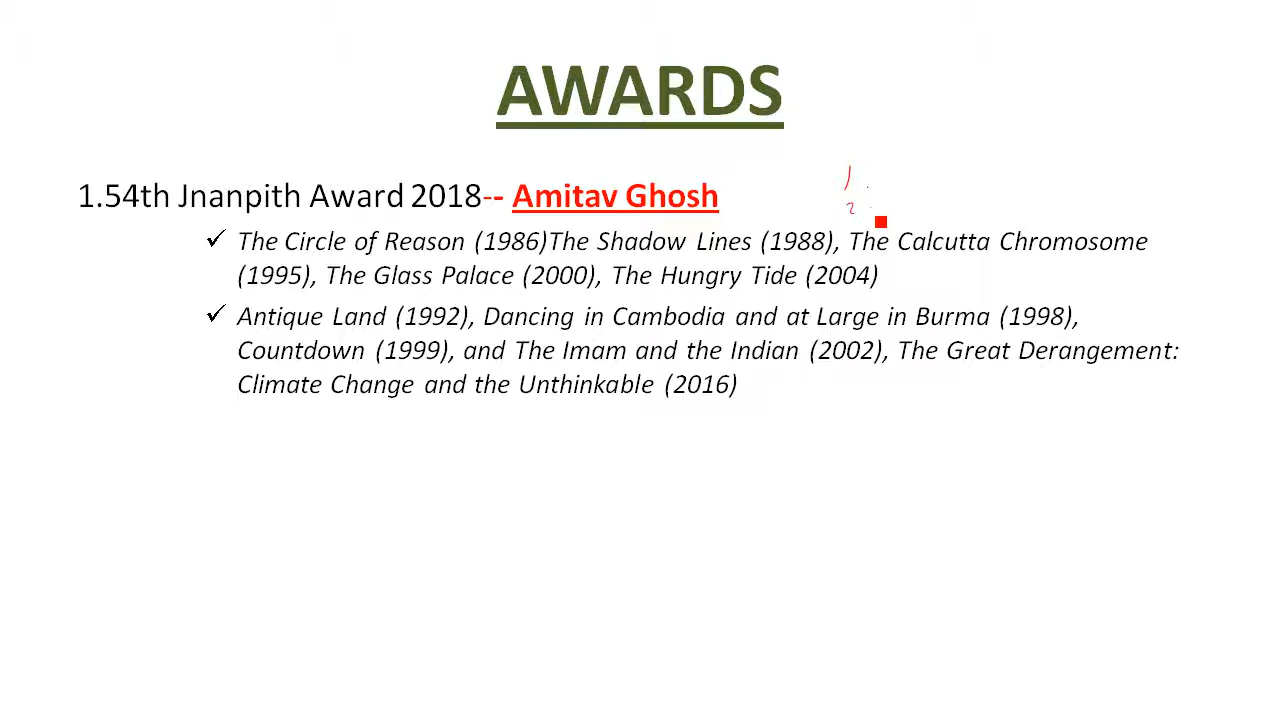 AWARDS
1.54th Jnanpith Award 2018-- Amitav Ghosh
1
2
✓ The Circle of Reason (1986)The Shadow Lines (1988), The Calcutta Chromosome
(1995), The Glass Palace (2000), The Hungry Tide (2004)
✓ Antique Land (1992), Dancing in Cambodia and at Large in Burma (1998),
Countdown (1999), and The Imam and the Indian (2002), The Great Derangement:
Climate Change and the Unthinkable (2016)